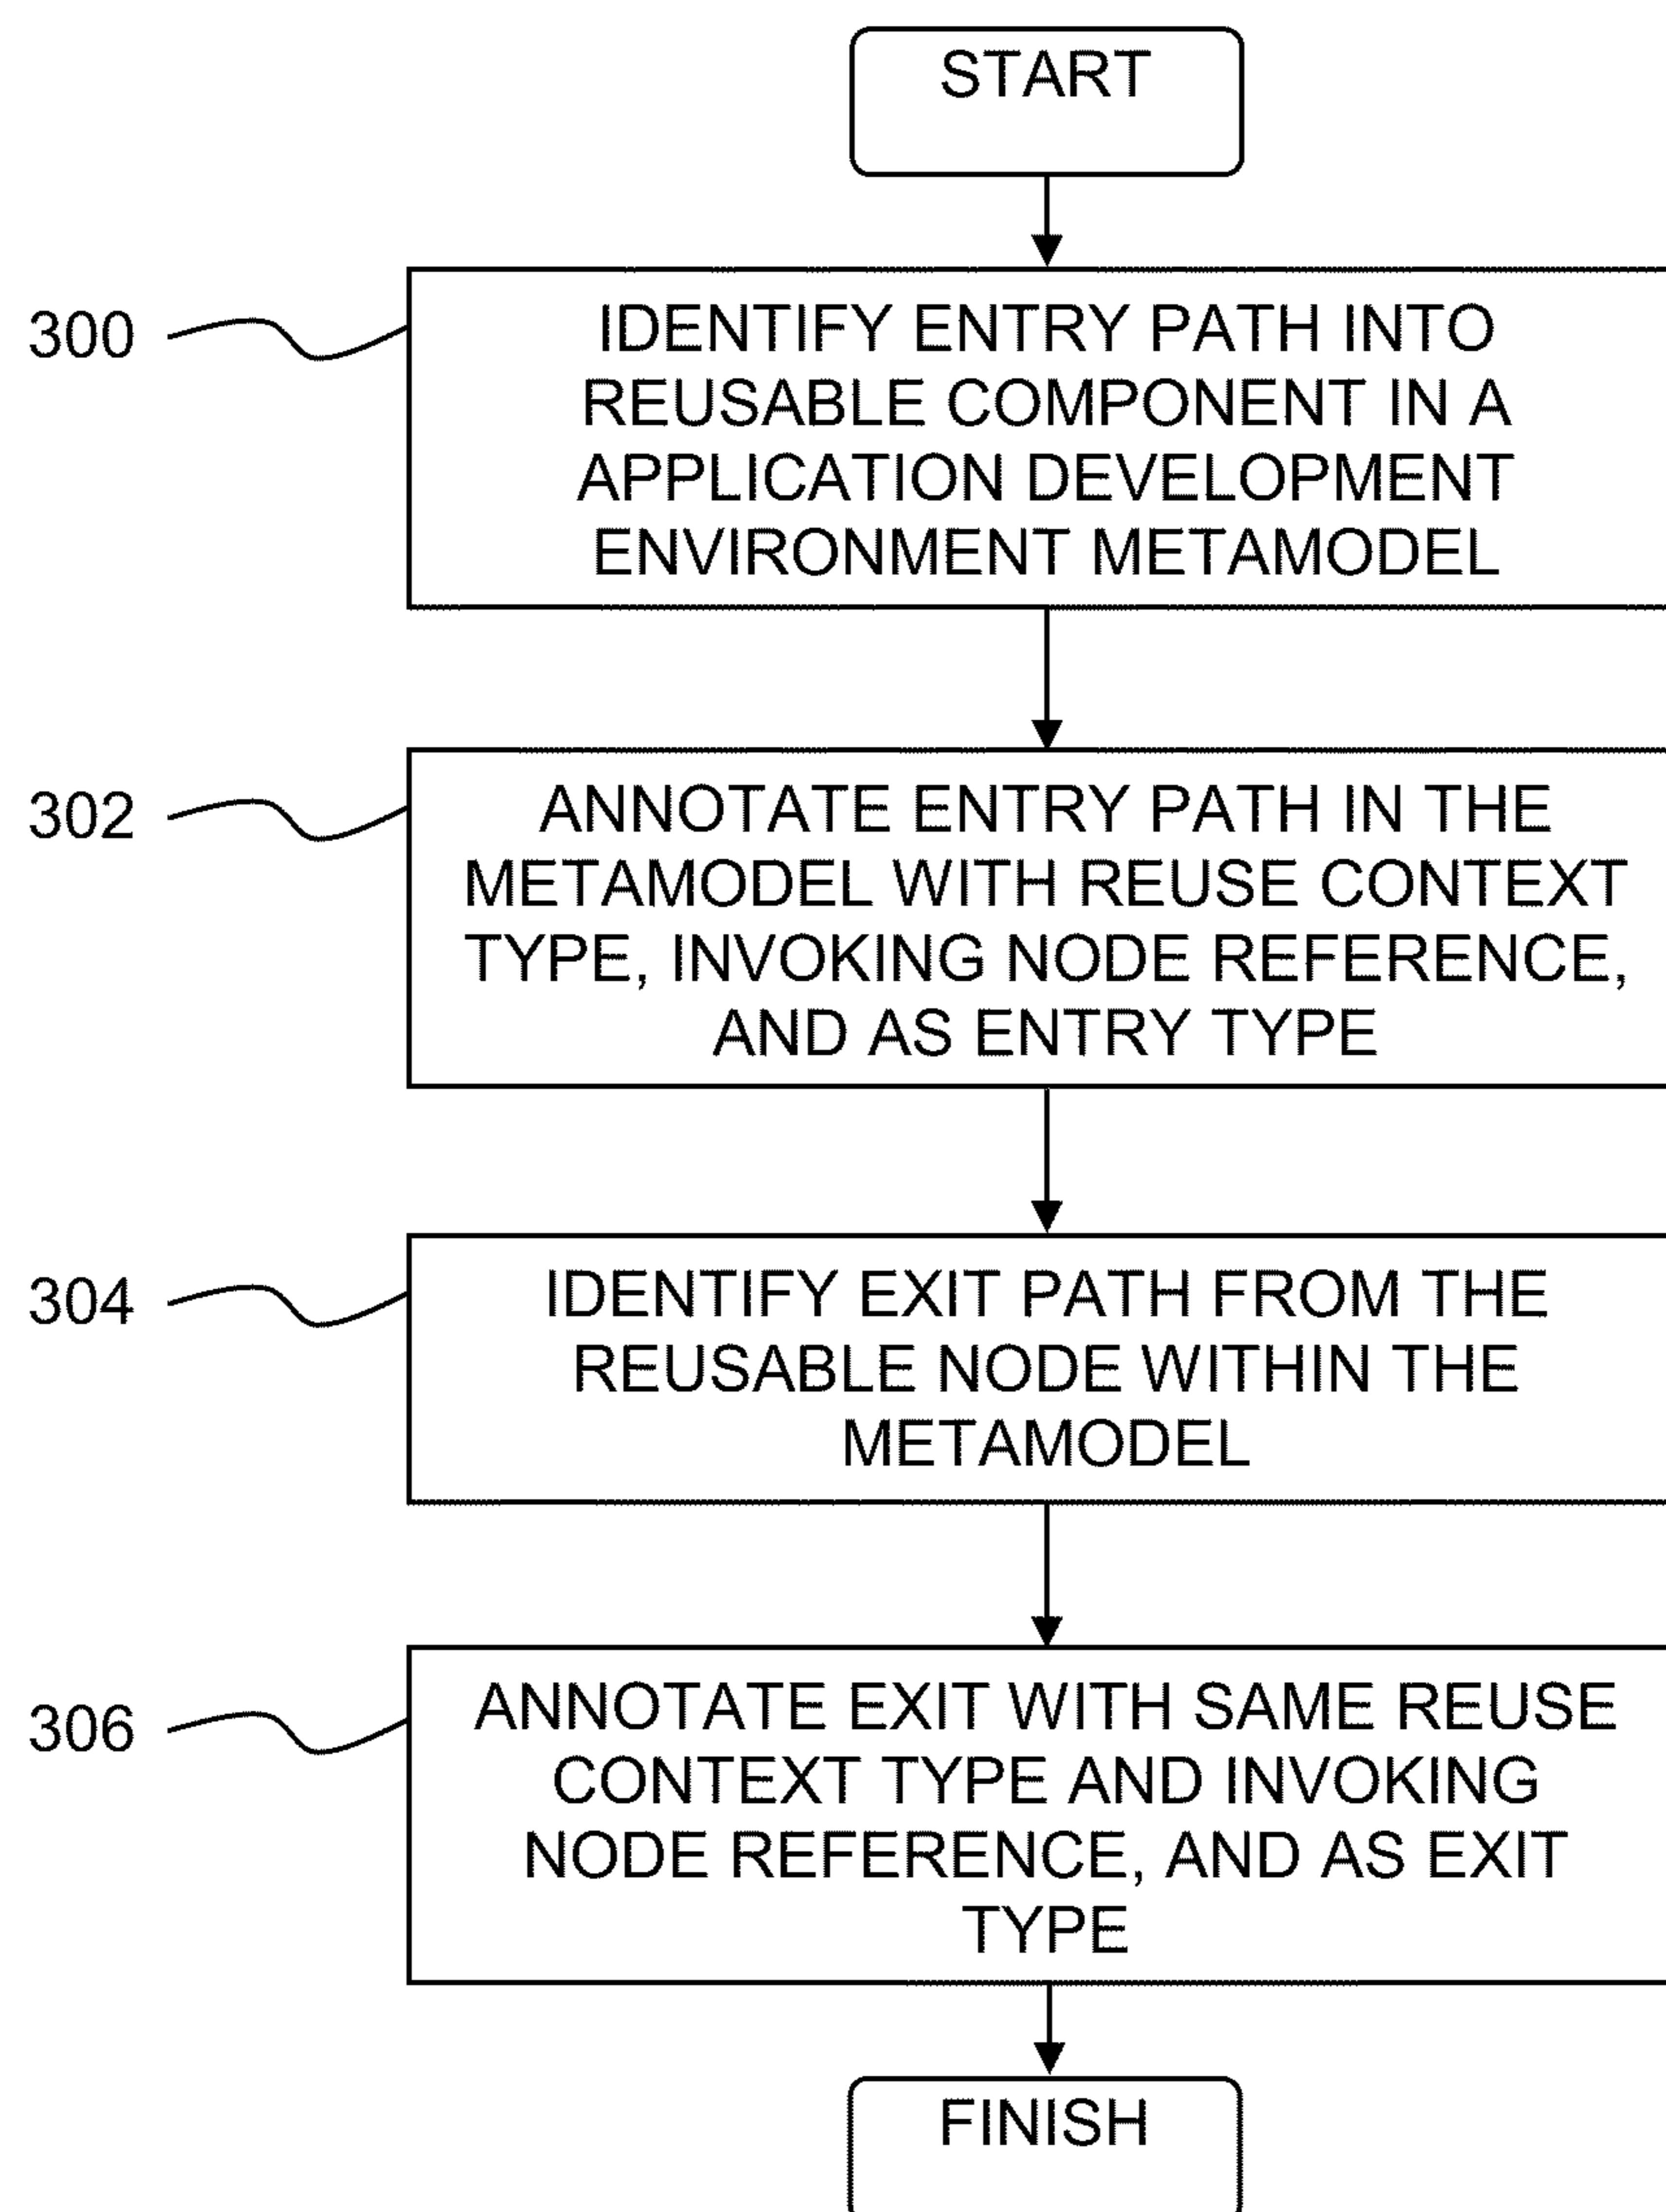 START
300
IDENTIFY ENTRY PATH INTO
REUSABLE COMPONENT IN A
APPLICATION DEVELOPMENT
ENVIRONMENT METAMODEL
302
ANNOTATE ENTRY PATH IN THE
METAMODEL WITH REUSE CONTEXT
TYPE, INVOKING NODE REFERENCE,
AND AS ENTRY TYPE
304
IDENTIFY EXIT PATH FROM THE
REUSABLE NODE WITHIN THE
METAMODEL
306
ANNOTATE EXIT WITH SAME REUSE
CONTEXT TYPE AND INVOKING
NODE REFERENCE, AND AS EXIT
TYPE
FINISH